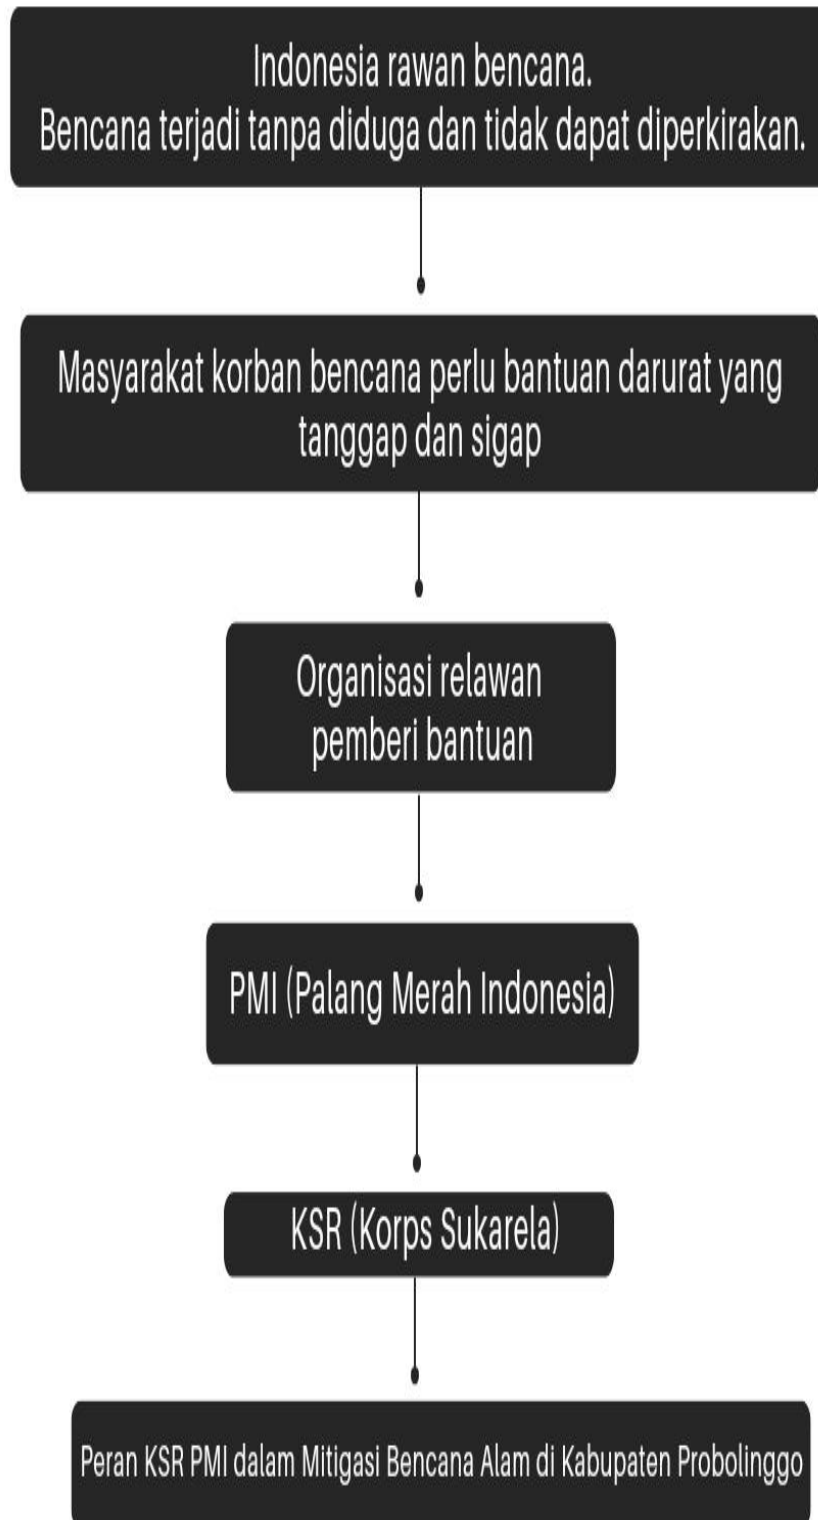 Indonesia rawan bencana.
Bencana terjadi tanpa diduga dan tidak dapat diperkirakan.
Masyarakat korban bencana perlu bantuan darurat yang
tanggap dan sigap
Organisasi relawan
pemberi bantuan
PMI (Palang Merah Indonesia)
KSR (Korps Sukarela)
Peran KSR PMI dalam Mitigasi Bencana Alam di Kabupaten Probolinggo